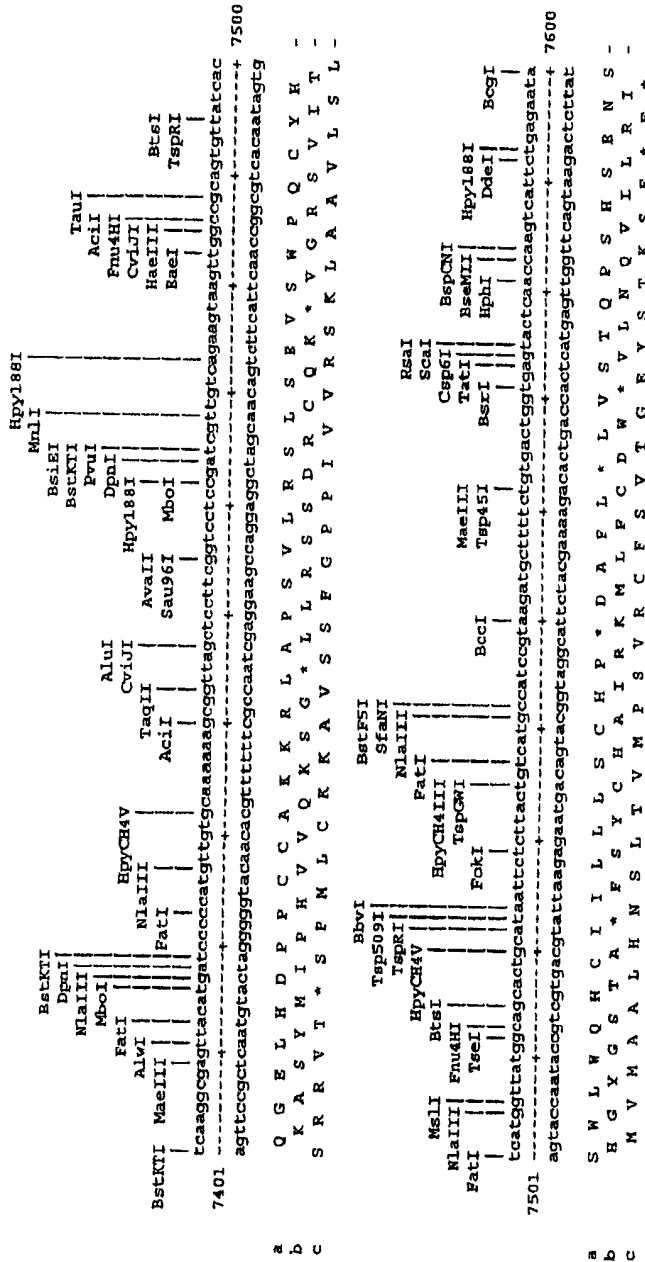 Hpy188I
MnlI
BsiEI
BstKTI BstKTI TauI
DpnI PvuI AciI
NlaIII DpnI Fnu4HI
MboI AluI Hpy188I CviJI
FatI NlaIII HpyCH4V TaqII CviJI AvaII MboI HaeIII BtsI
AlwI FatI AciI Sau96I BaeI TspRI
BstKTI MaeIII
tcaaggcgagttacatgatcccccatgttgtgcaaaaaagcggttagctccttcggtcctccgatcgttgtcagaagtaagttggccgcagtgttatcac
7401 ---------+---------+---------+---------+---------+---------+---------+---------+---------+---------+ 7500
agttccgctcaatgtactagggggtacaacacgttttttcgccaatcgaggaagccaggaggctagcaacagtcttcattcaaccggcgtcacaatagtg
a Q G E L H D P P C C A K K R L A P S V L R S L S E V S W P Q C Y H -
b K A S Y M I P H V V Q K S G * L L R S S D R C Q K * V G R S V I T -
c S R R V T * S P M L C K K A V S S F G P P I V V R S K L A A V L S L -
BbvI
Tsp509I BstF5I
TspRI SfaNI
HpyCH4V NlaIII RsaI
FatI ScaI
MslI BtsI HpyCH4III Csp6I BspCNI
NlaIII Fnu4HI TspGWI MaeIII TatI BseMII Hpy188I
FatI TseI FokI BccI Tsp45I BsrI HphI DdeI BcgI
tcatggttatggcagcactgcataattctcttactgtcatgccatccgtaagatgcttttctgtgactggtgagtactcaaccaagtcattctgagaata
7501 ---------+---------+---------+---------+---------+---------+---------+---------+---------+---------+ 7600
agtaccaataccgtcgtgacgtattaagagaatgacagtacggtaggcattctacgaaaagacactgaccactcatgagttggttcagtaagactcttat
a S W L W Q H C I I L L L S C H P * D A F L * L V S T Q P S H S E N S -
b H G Y G S T A * F S Y C H A I R K M L F C D W * V L N Q V I L R I -
c M V M A A L H N S L T V M P S V R C F S V T G E Y S T K S F * E * -